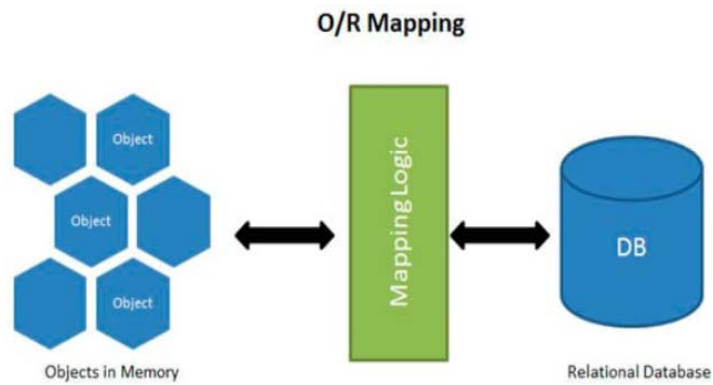 O/R Mapping
Object
Object
Object
Mapping Logic
DB
Objects in Memory
Relational Database